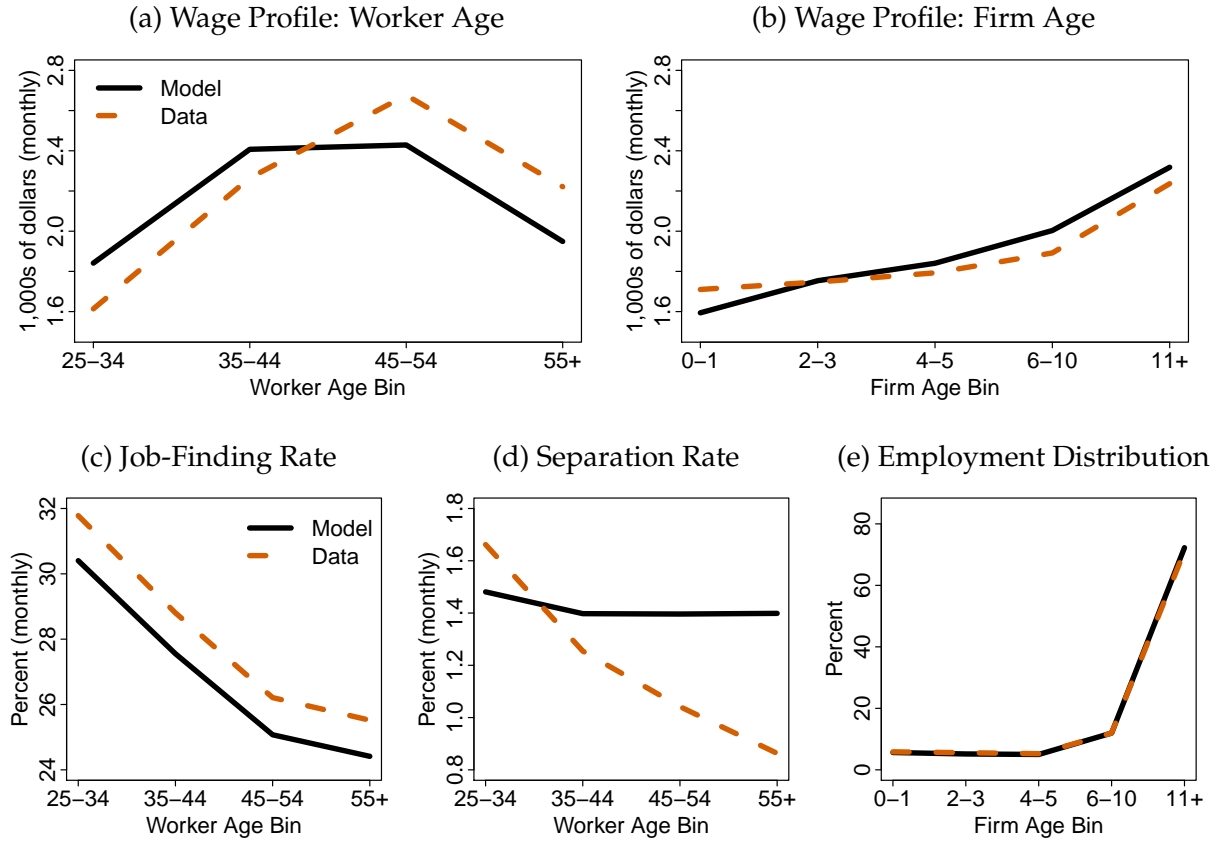 (a) Wage Profile: Worker Age
1,000s of dollars (monthly)
2.8
2.4
2.0
1.6
Model
Data
25–34
35–44
45–54
55+
Worker Age Bin
(b) Wage Profile: Firm Age
1,000s of dollars (monthly)
2.8
2.4
2.0
1.6
0–1
2–3
4–5
6–10
11+
Firm Age Bin
(c) Job-Finding Rate
Percent (monthly)
32
30
28
26
24
Model
Data
25–34
35–44
45–54
55+
Worker Age Bin
(d) Separation Rate
Percent (monthly)
1.8
1.6
1.4
1.2
1.0
0.8
25–34
35–44
45–54
55+
Worker Age Bin
(e) Employment Distribution
Percent
80
60
40
20
0
0–1
2–3
4–5
6–10
11+
Firm Age Bin